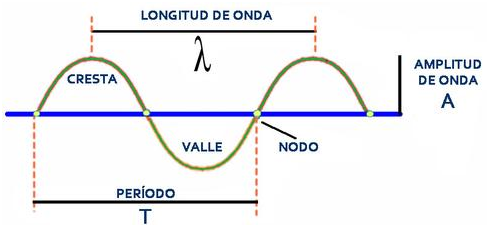 LONGITUD DE ONDA
λ
CRESTA
AMPLITUD
DE ONDA
A
VALLE
NODO
PERÍODO
T